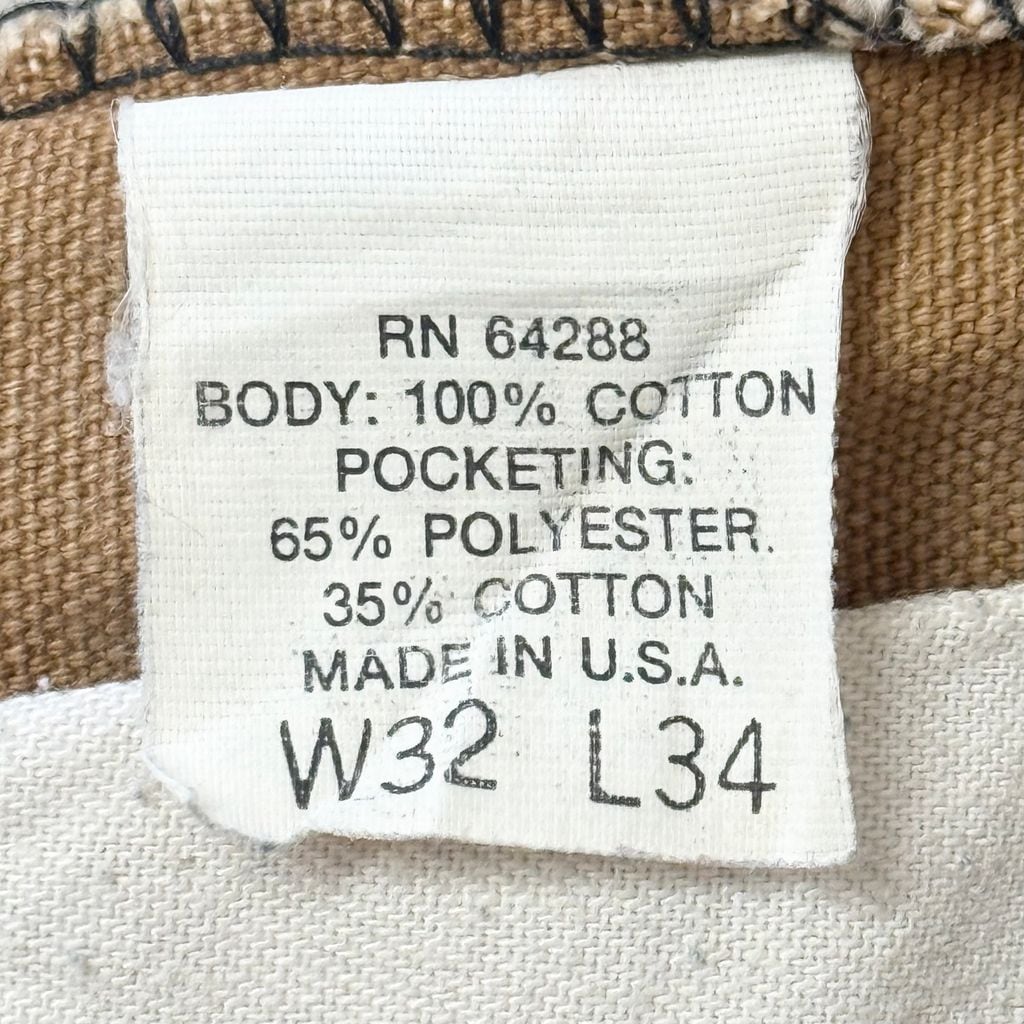 RN 64288
BODY: 100% COTTON
POCKETING:
65% POLYESTER.
35% COTTON
MADE IN U.S.A.
W32 L34